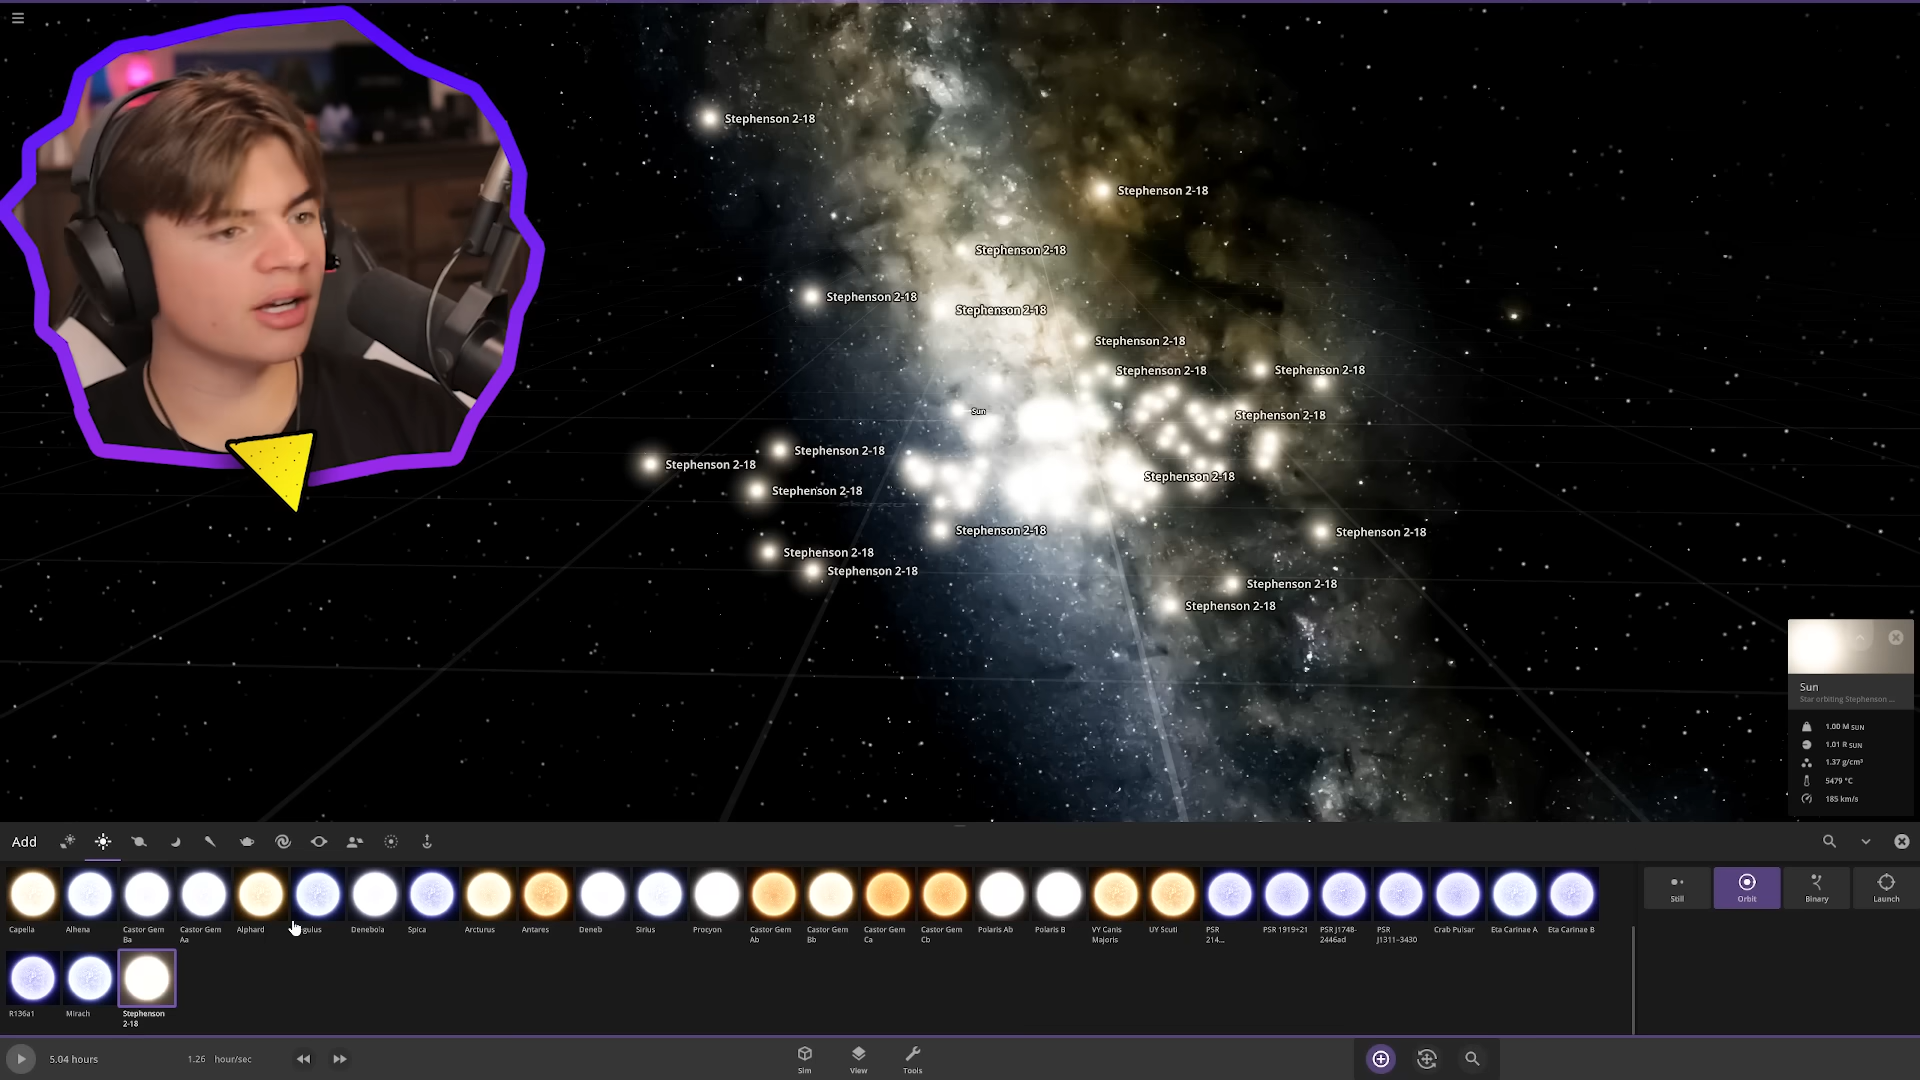 Stephenson 2-18
Stephenson 2-18
Stephenson 2-18
Stephenson 2-18
Stephenson 2-18
Stephenson 2-18
Stephenson 2-18
Stephenson 2-18
Sun
Stephenson 2-18
Stephenson 2-18
Stephenson 2-18
Stephenson 2-18
Stephenson 2-18
Stephenson 2-18
Stephenson 2-18
Stephenson 2-18
Stephenson 2-18
Stephenson 2-18
Stephenson 2-18
Sun
Star orbiting Stephenson ...
1.00 M SUN
1.01 R SUN
1.37 g/cm³
5479 °C
185 km/s
Add
Capella
Alhena
Castor Gem Ba
Castor Gem Aa
Alphard
gulus
Denebola
Spica
Arcturus
Antares
Deneb
Sirius
Procyon
Castor Gem Ab
Castor Gem Bb
Castor Gem Ca
Castor Gem Cb
Polaris Ab
Polaris B
VY Canis Majoris
UY Scuti
PSR 214...
PSR 1919+21
PSR J1748-2446ad
PSR J1311-3430
Crab Pulsar
Eta Carinae A
Eta Carinae B
Still
Orbit
Binary
Launch
R136a1
Mirach
Stephenson 2-18
5.04 hours
1.26 hour/sec
Sim
View
Tools